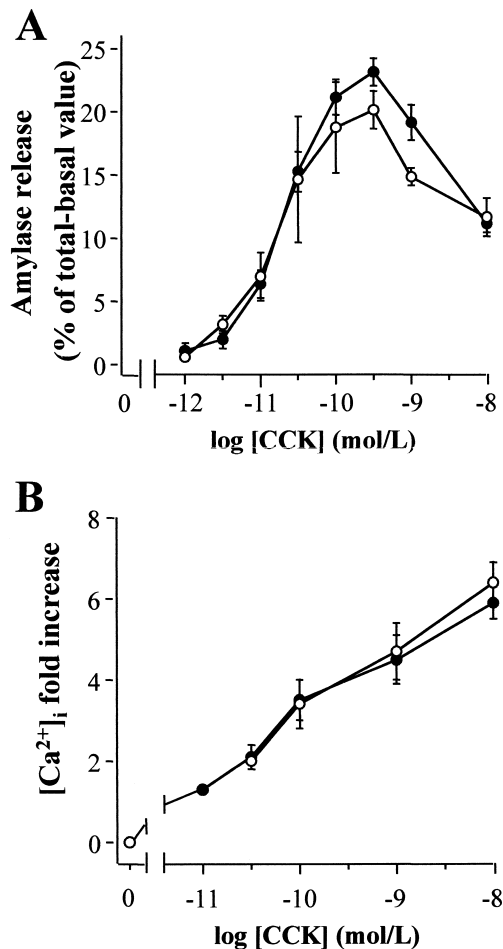 A
Amylase release
(% of total-basal value)
25
20
15
10
5
0
0 -12 -11 -10 -9 -8
log [CCK] (mol/L)
B
[Ca²⁺]ᵢ fold increase
8
6
4
2
0
0 -11 -10 -9 -8
log [CCK] (mol/L)